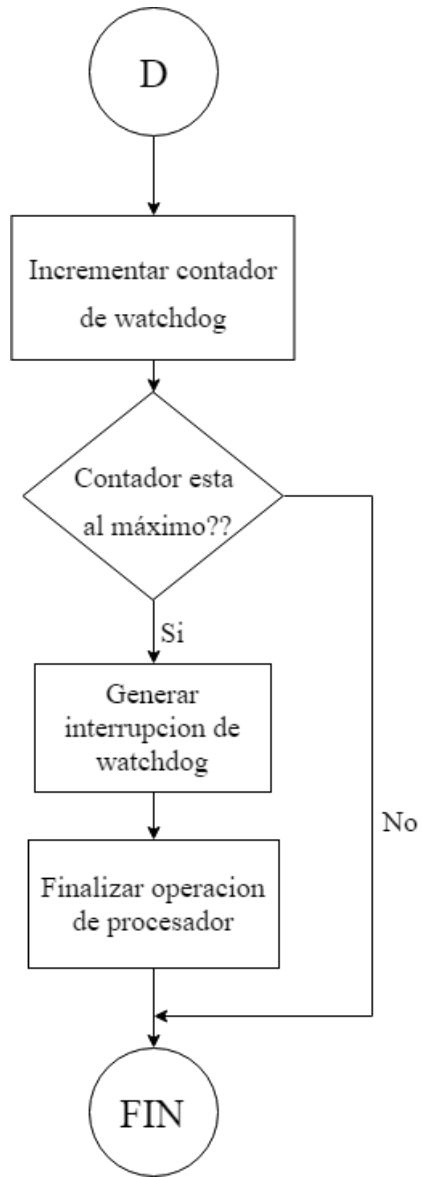 D
Incrementar contador
de watchdog
Contador esta
al máximo??
Si
Generar
interrupcion de
watchdog
No
Finalizar operacion
de procesador
FIN